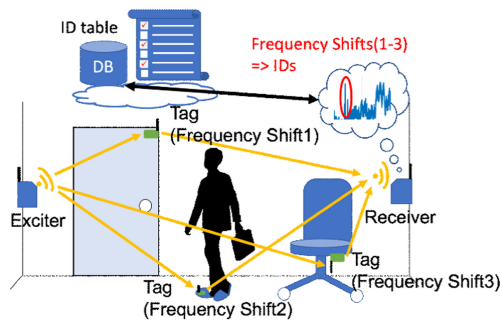 ID table
DB
Frequency Shifts(1-3)
=> IDs
Tag
(Frequency Shift1)
Exciter
Receiver
Tag
(Frequency Shift2)
Tag
(Frequency Shift3)